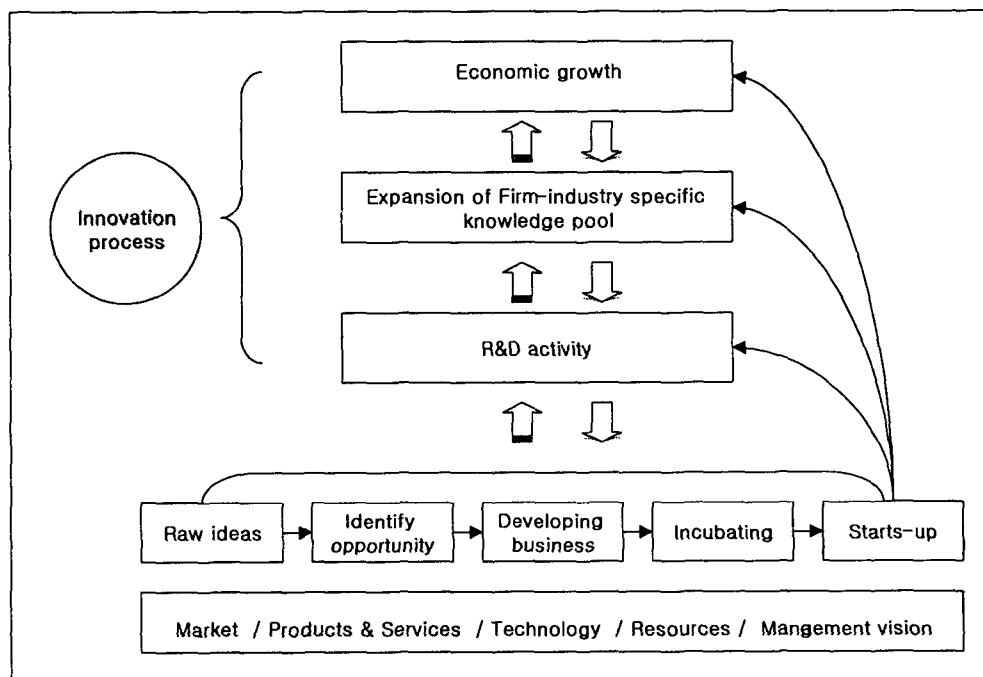 Economic growth
Innovation
process
Expansion of Firm-industry specific
knowledge pool
R&D activity
Raw ideas
Identify
opportunity
Developing
business
Incubating
Starts-up
Market / Products & Services / Technology / Resources / Mangement vision